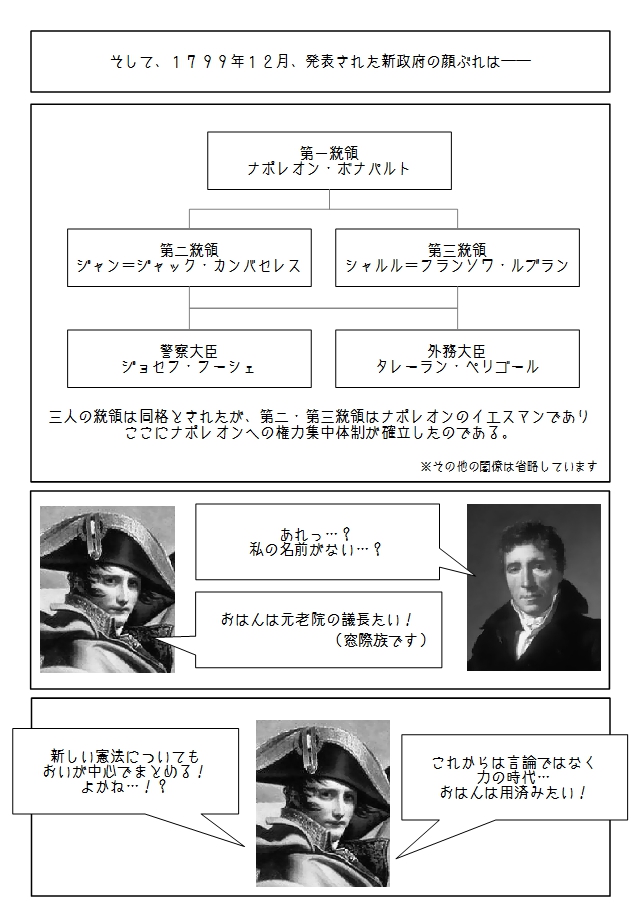 そして、１７９９年１２月、発表された新政府の顔ぶれは――
第一統領
ナポレオン・ボナパルト
第二統領
ジャン＝ジャック・カンバセレス
第三統領
シャルル＝フランソワ・ルブラン
警察大臣
ジョセフ・フーシェ
外務大臣
タレーラン・ペリゴール
三人の統領は同格とされたが、第二・第三統領はナポレオンのイエスマンであり
ここにナポレオンへの権力集中体制が確立したのである。
※その他の関係は省略しています
あれっ…？
私の名前がない…？
おはんは元老院の議長たい！
（窓際族です）
新しい憲法についても
おいが中心でまとめる！
よかね…！？
これからは言論ではなく
力の時代…
おはんは用済みたい！